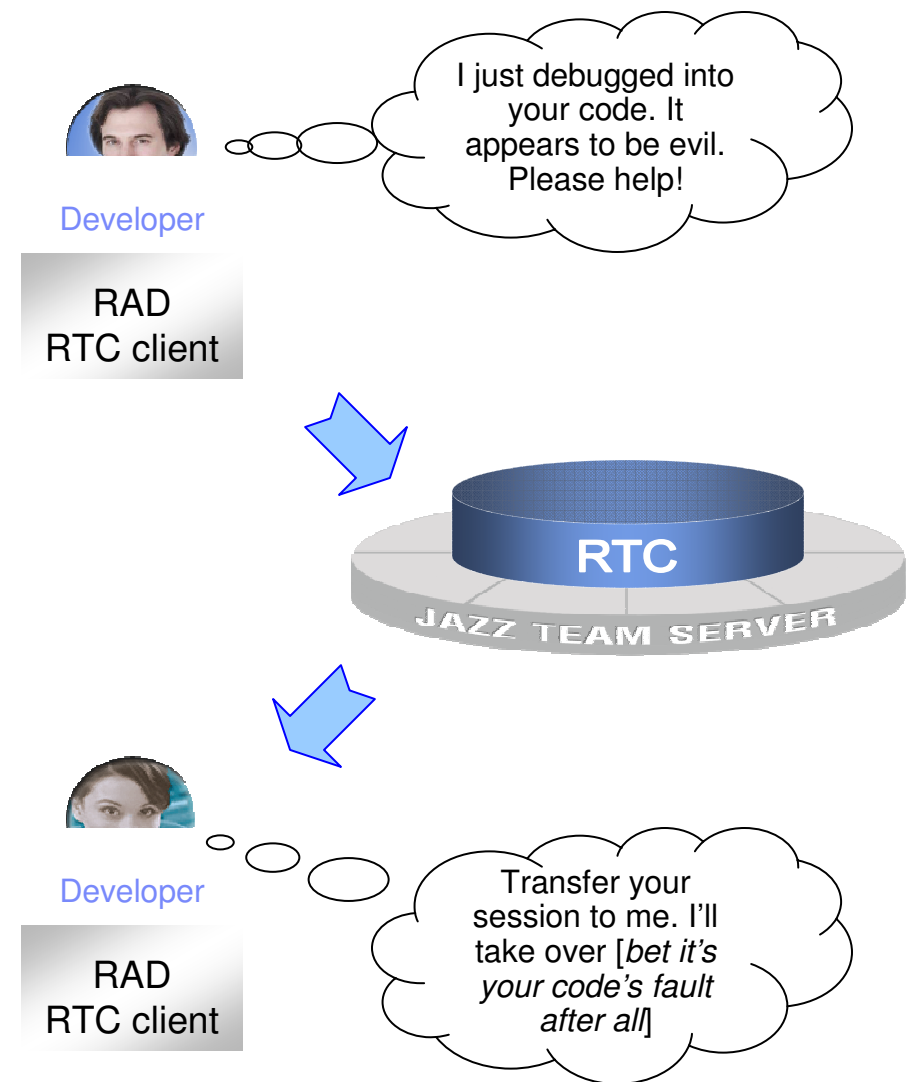 I just debugged into
your code. It
appears to be evil.
Please help!
Developer
RAD
RTC client
RTC
JAZZ TEAM SERVER
Developer
RAD
RTC client
Transfer your
session to me. I’ll
take over [bet it’s
your code’s fault
after all]